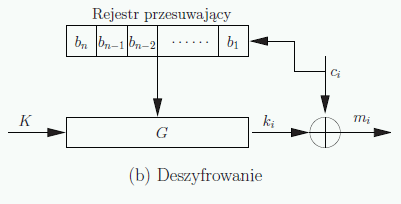 Rejestr przesuwający
b_n b_{n-1} b_{n-2} ...... b_1
c_i
K G k_i m_i
(b) Deszyfrowanie